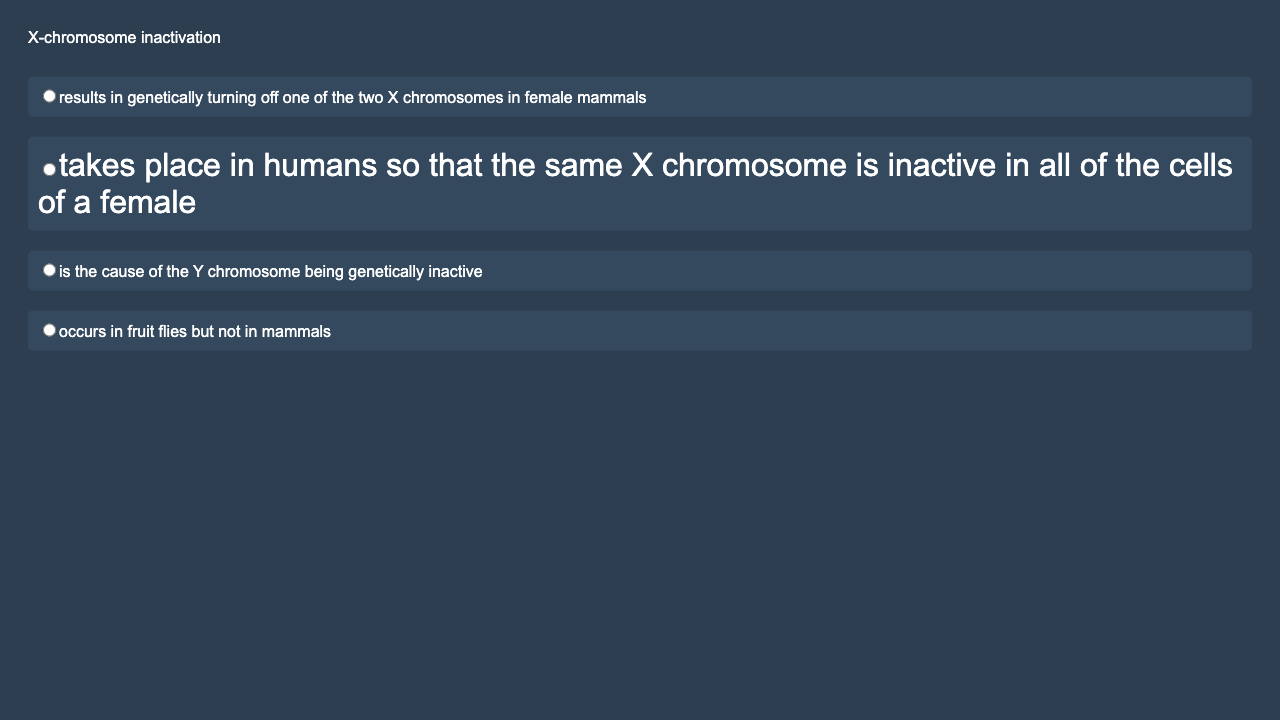 X-chromosome inactivation
results in genetically turning off one of the two X chromosomes in female mammals
takes place in humans so that the same X chromosome is inactive in all of the cells
of a female
is the cause of the Y chromosome being genetically inactive
occurs in fruit flies but not in mammals